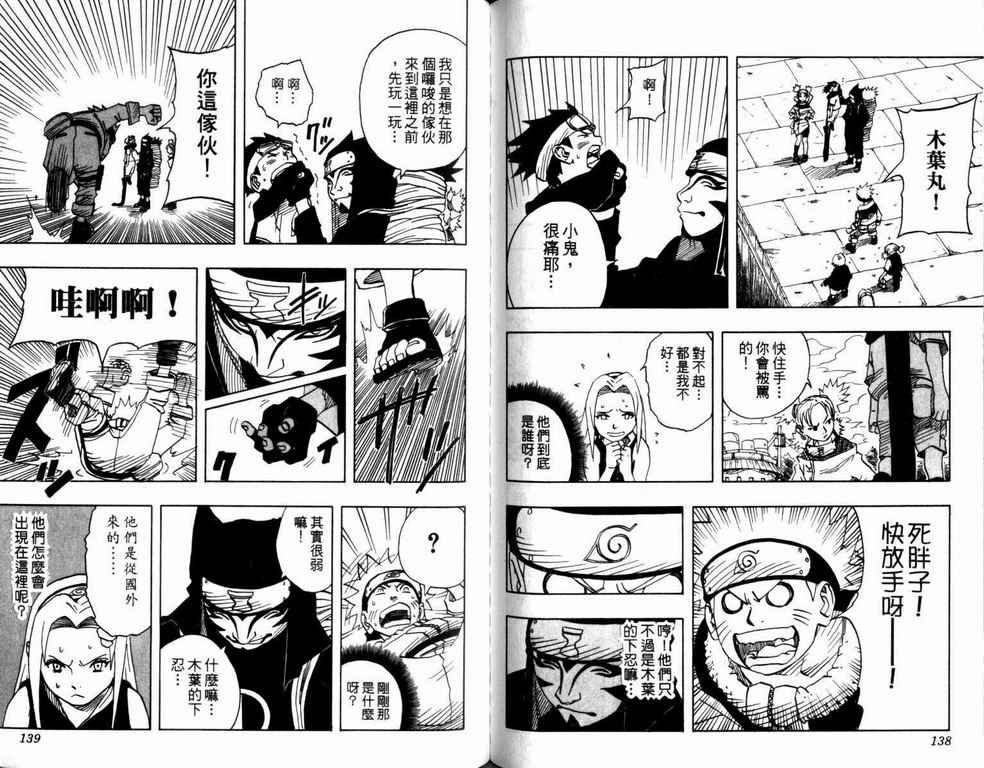 木葉丸！
啊！
小鬼，
很痛耶…
快住手…
你會被罵
的！
對不起…
都是我不
好…
他們到底
是誰呀？
死胖子！
快放手呀——！
哼！他們只
不過是木葉
的下忍嘛…
138
我只是想在那
個囉唆的傢伙
來到這裡之前
，先玩一玩…
啊…
啊…
你這傢伙！
哇啊啊！
？
剛剛那
是什麼
呀？
其實很弱
嘛！
什麼嘛…
木葉的下
忍…
他們是從國外
來的……
他們怎麼會
出現在這裡呢？
139